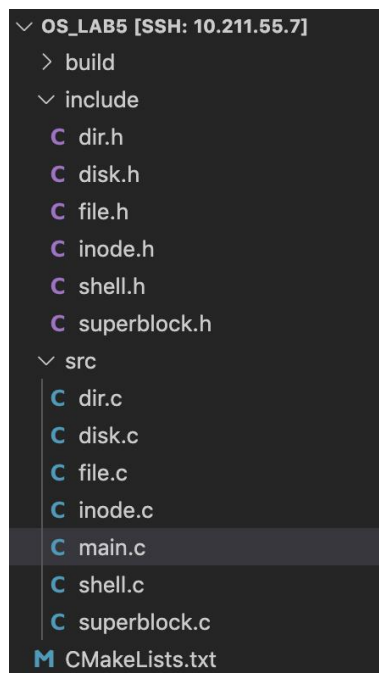 OS_LAB5 [SSH: 10.211.55.7]
build
include
C dir.h
C disk.h
C file.h
C inode.h
C shell.h
C superblock.h
src
C dir.c
C disk.c
C file.c
C inode.c
C main.c
C shell.c
C superblock.c
M CMakeLists.txt